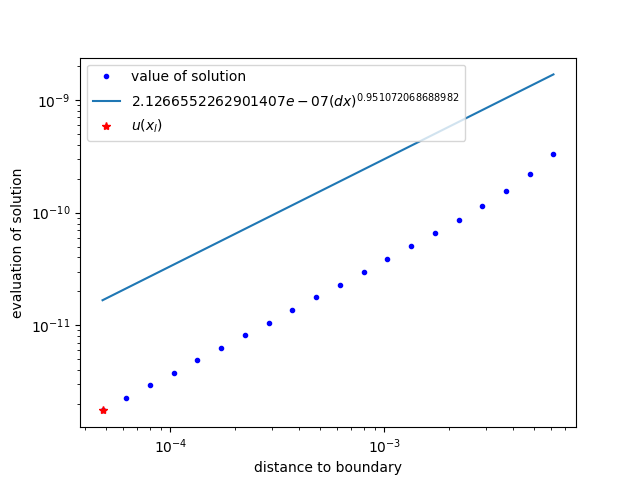 value of solution
2.1266552262901407e − 07(dx)^0.951072068688982
u(x_l)
10^−9
10^−10
10^−11
evaluation of solution
10^−4
10^−3
distance to boundary